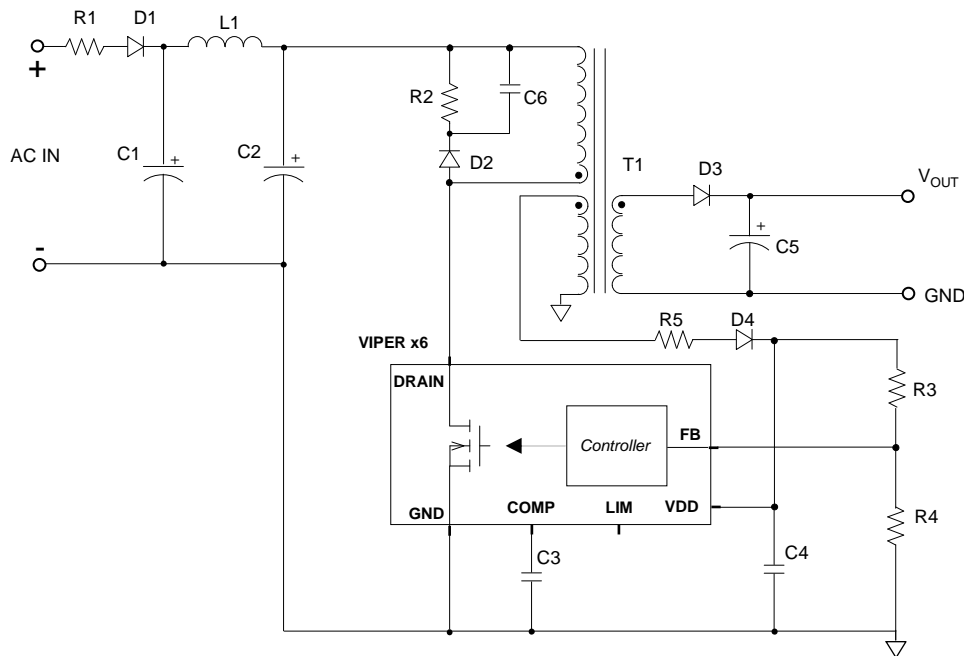 R1
D1
L1
+
R2
C6
AC IN
C1
+
C2
+
D2
T1
D3
VOUT
+
C5
-
GND
R5
D4
VIPER x6
DRAIN
R3
Controller
FB
GND
COMP
LIM
VDD
R4
C3
C4